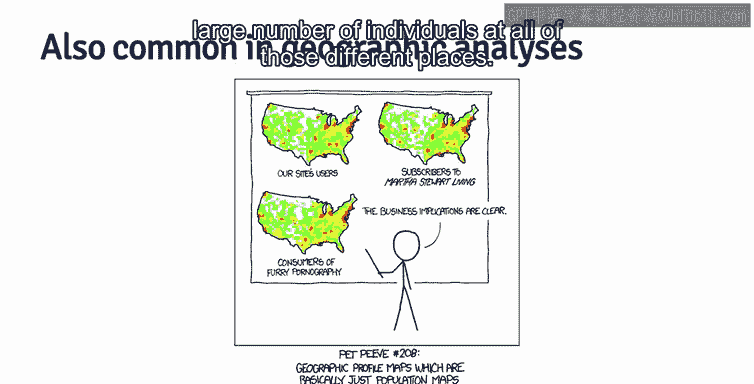 large number of individuals at all of
Also common in geographic analyses
those different places.
OUR SITE'S USERS
SUBSCRIBERS TO
MARTHA STEWART LIVING
THE BUSINESS IMPLICATIONS ARE CLEAR.
CONSUMERS OF
FURRY PORNOGRAPHY
PET PEEVE #208:
GEOGRAPHIC PROFILE MAPS WHICH ARE
BASICALLY JUST POPULATION MAPS